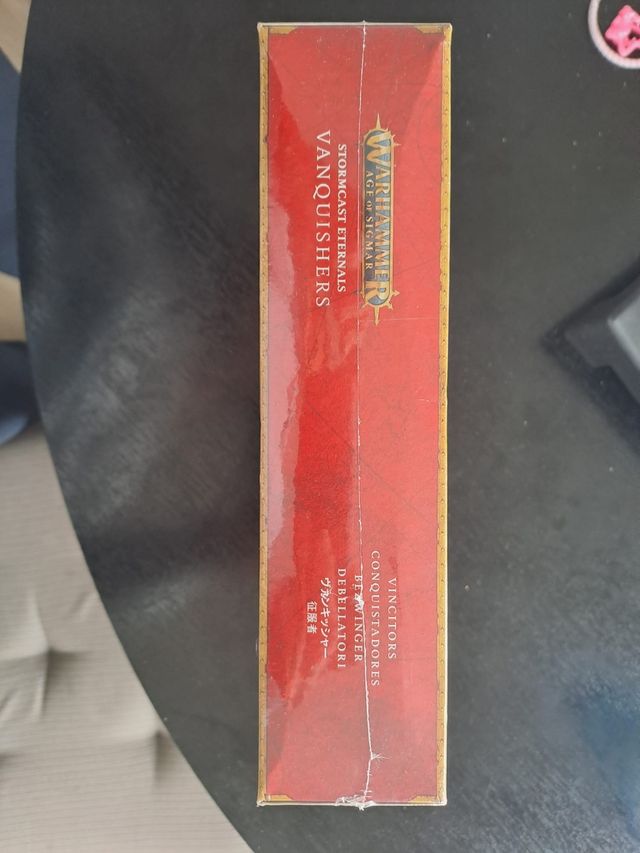 WARHAMMER
AGE OF SIGMAR
STORMCAST ETERNALS
VANQUISHERS
VINCITORS
CONQUISTADORES
BEZWINGER
DEBELLATORI
ヴァンキッシャー
征服者